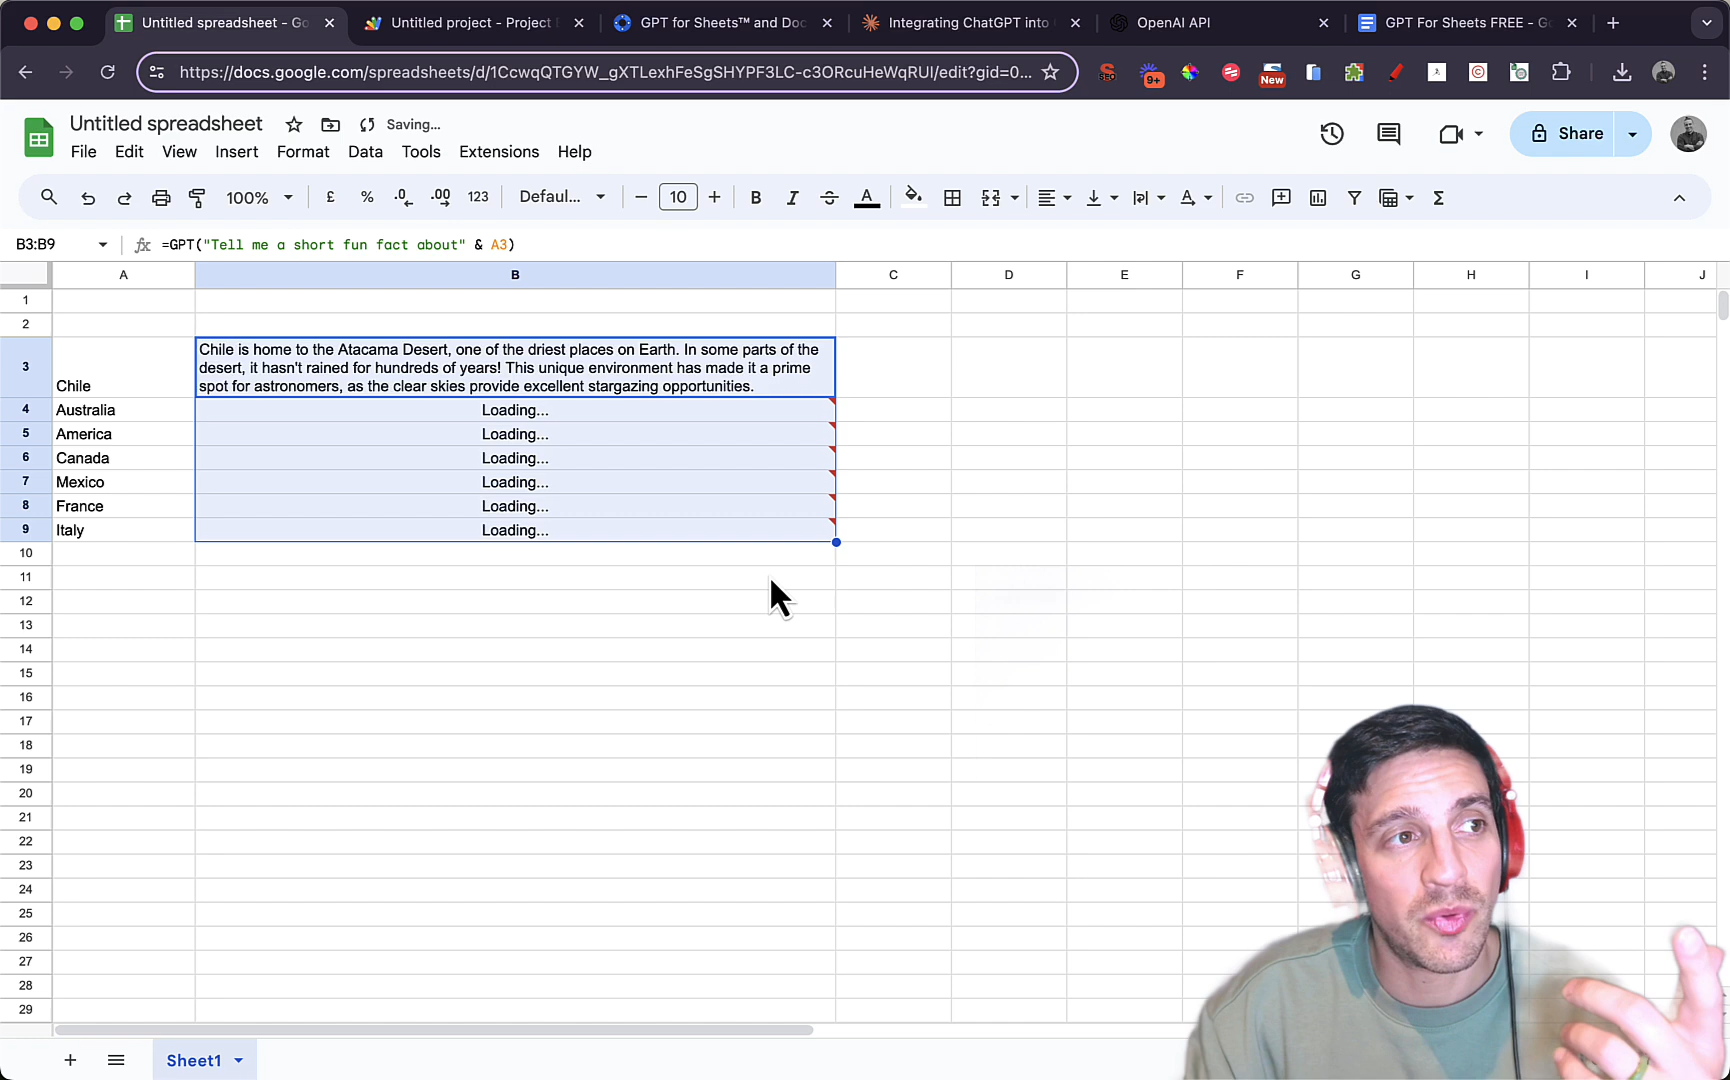 Untitled spreadsheet - Go
Untitled project - Project E
GPT for Sheets™ and Doc
Integrating ChatGPT into
OpenAI API
GPT For Sheets FREE - Go
https://docs.google.com/spreadsheets/d/1CcwqQTGYW_gXTLexhFeSgSHYPF3LC-c3ORcuHeWqRUI/edit?gid=0...
SEO
9+
New
Untitled spreadsheet
Saving...
File Edit View Insert Format Data Tools Extensions Help
Share
100% £ % .0 .00 123 Defaul... 10 B I A Σ
B3:B9
fx =GPT("Tell me a short fun fact about" & A3)
A B C D E F G H I J
1
2
3 Chile Chile is home to the Atacama Desert, one of the driest places on Earth. In some parts of the
desert, it hasn't rained for hundreds of years! This unique environment has made it a prime
spot for astronomers, as the clear skies provide excellent stargazing opportunities.
4 Australia Loading...
5 America Loading...
6 Canada Loading...
7 Mexico Loading...
8 France Loading...
9 Italy Loading...
10
11
12
13
14
15
16
17
18
19
20
21
22
23
24
25
26
27
28
29
Sheet1